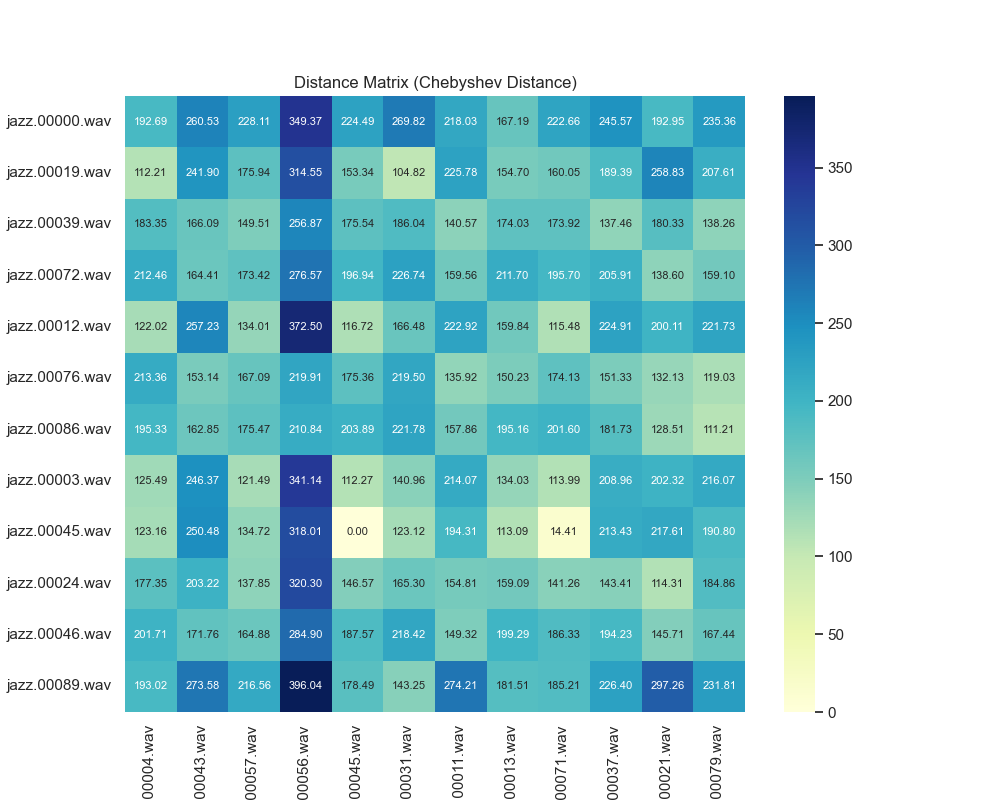 Distance Matrix (Chebyshev Distance)
jazz.00000.wav 192.69 260.53 228.11 349.37 224.49 269.82 218.03 167.19 222.66 245.57 192.95 235.36
jazz.00019.wav 112.21 241.90 175.94 314.55 153.34 104.82 225.78 154.70 160.05 189.39 258.83 207.61
jazz.00039.wav 183.35 166.09 149.51 256.87 175.54 186.04 140.57 174.03 173.92 137.46 180.33 138.26
jazz.00072.wav 212.46 164.41 173.42 276.57 196.94 226.74 159.56 211.70 195.70 205.91 138.60 159.10
jazz.00012.wav 122.02 257.23 134.01 372.50 116.72 166.48 222.92 159.84 115.48 224.91 200.11 221.73
jazz.00076.wav 213.36 153.14 167.09 219.91 175.36 219.50 135.92 150.23 174.13 151.33 132.13 119.03
jazz.00086.wav 195.33 162.85 175.47 210.84 203.89 221.78 157.86 195.16 201.60 181.73 128.51 111.21
jazz.00003.wav 125.49 246.37 121.49 341.14 112.27 140.96 214.07 134.03 113.99 208.96 202.32 216.07
jazz.00045.wav 123.16 250.48 134.72 318.01 0.00 123.12 194.31 113.09 14.41 213.43 217.61 190.80
jazz.00024.wav 177.35 203.22 137.85 320.30 146.57 165.30 154.81 159.09 141.26 143.41 114.31 184.86
jazz.00046.wav 201.71 171.76 164.88 284.90 187.57 218.42 149.32 199.29 186.33 194.23 145.71 167.44
jazz.00089.wav 193.02 273.58 216.56 396.04 178.49 143.25 274.21 181.51 185.21 226.40 297.26 231.81
00004.wav 00043.wav 00057.wav 00056.wav 00045.wav 00031.wav 00011.wav 00013.wav 00071.wav 00037.wav 00021.wav 00079.wav
350
300
250
200
150
100
50
0